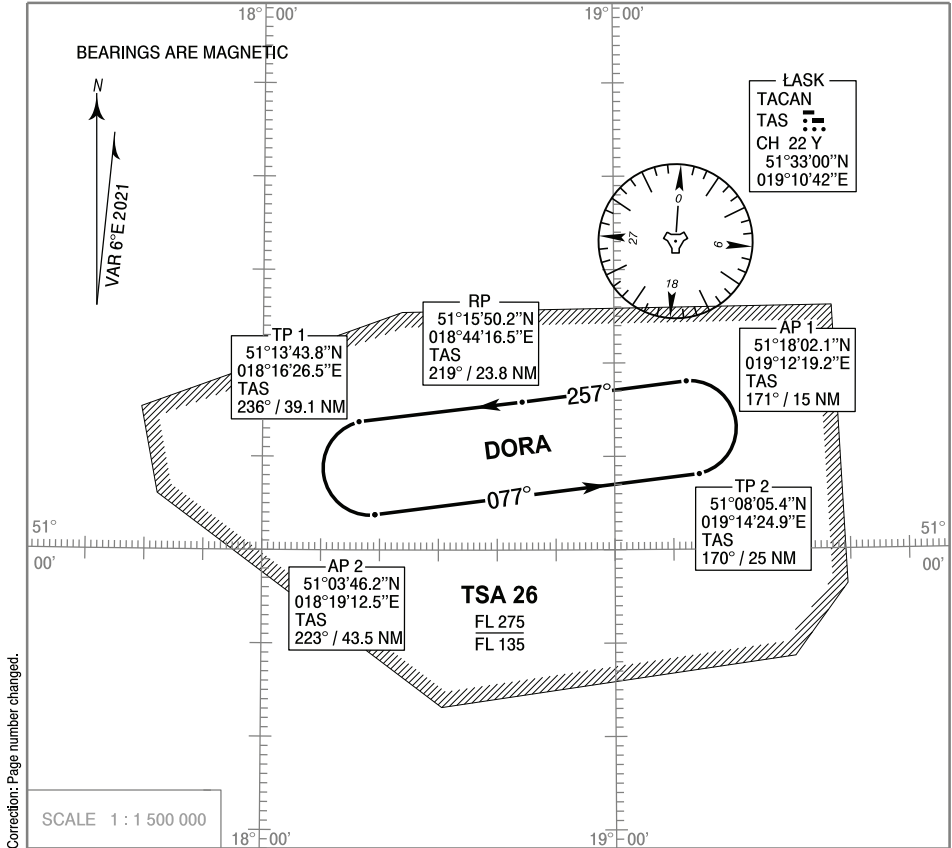 18° 00'
19° 00'
BEARINGS ARE MAGNETIC
N
VAR 6°E 2021
ŁASK
TACAN
TAS
CH 22 Y
51°33’00”N
019°10’42”E
0
9
18
27
RP
51°15’50.2”N
018°44’16.5”E
TAS
219° / 23.8 NM
TP 1
51°13’43.8”N
018°16’26.5”E
TAS
236° / 39.1 NM
AP 1
51°18’02.1”N
019°12’19.2”E
TAS
171° / 15 NM
257°
DORA
077°
TP 2
51°08’05.4”N
019°14’24.9”E
TAS
170° / 25 NM
51°
00’
51°
00’
AP 2
51°03’46.2”N
018°19’12.5”E
TAS
223° / 43.5 NM
TSA 26
FL 275
FL 135
Correction: Page number changed.
SCALE 1 : 1 500 000
18° 00'
19° 00'